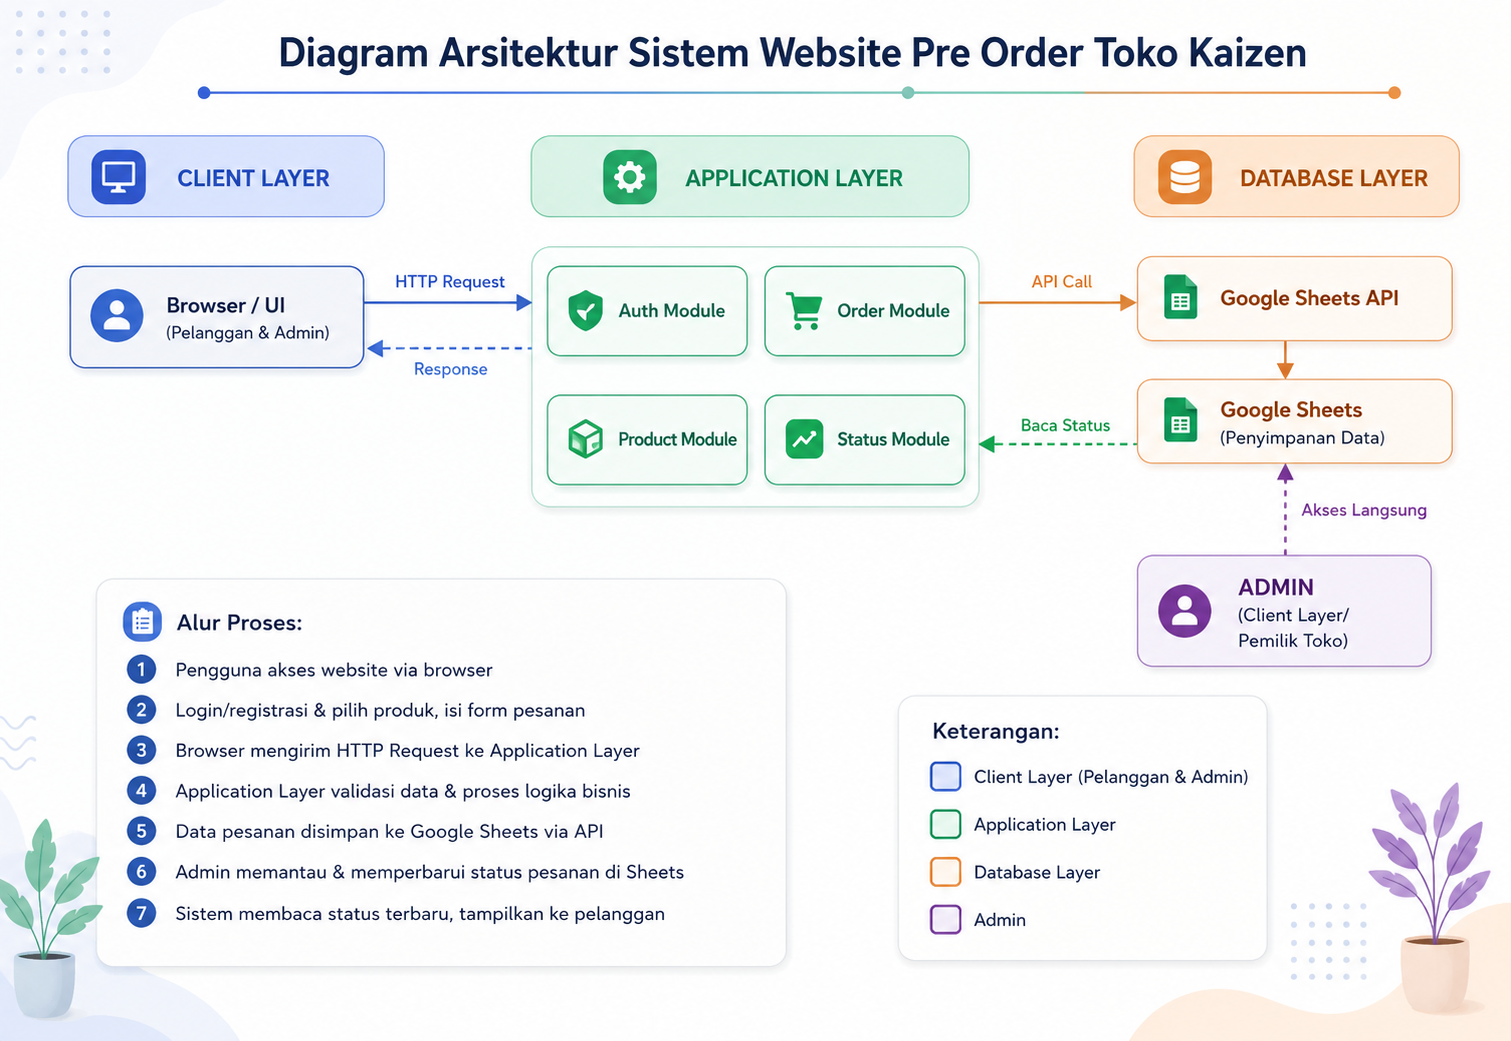 Diagram Arsitektur Sistem Website Pre Order Toko Kaizen
CLIENT LAYER
APPLICATION LAYER
DATABASE LAYER
Browser / UI
(Pelanggan & Admin)
HTTP Request
Response
Auth Module
Order Module
Product Module
Status Module
API Call
Baca Status
Google Sheets API
Google Sheets
(Penyimpanan Data)
Akses Langsung
ADMIN
(Client Layer/
Pemilik Toko)
Alur Proses:
1 Pengguna akses website via browser
2 Login/registrasi & pilih produk, isi form pesanan
3 Browser mengirim HTTP Request ke Application Layer
4 Application Layer validasi data & proses logika bisnis
5 Data pesanan disimpan ke Google Sheets via API
6 Admin memantau & memperbarui status pesanan di Sheets
7 Sistem membaca status terbaru, tampilkan ke pelanggan
Keterangan:
Client Layer (Pelanggan & Admin)
Application Layer
Database Layer
Admin